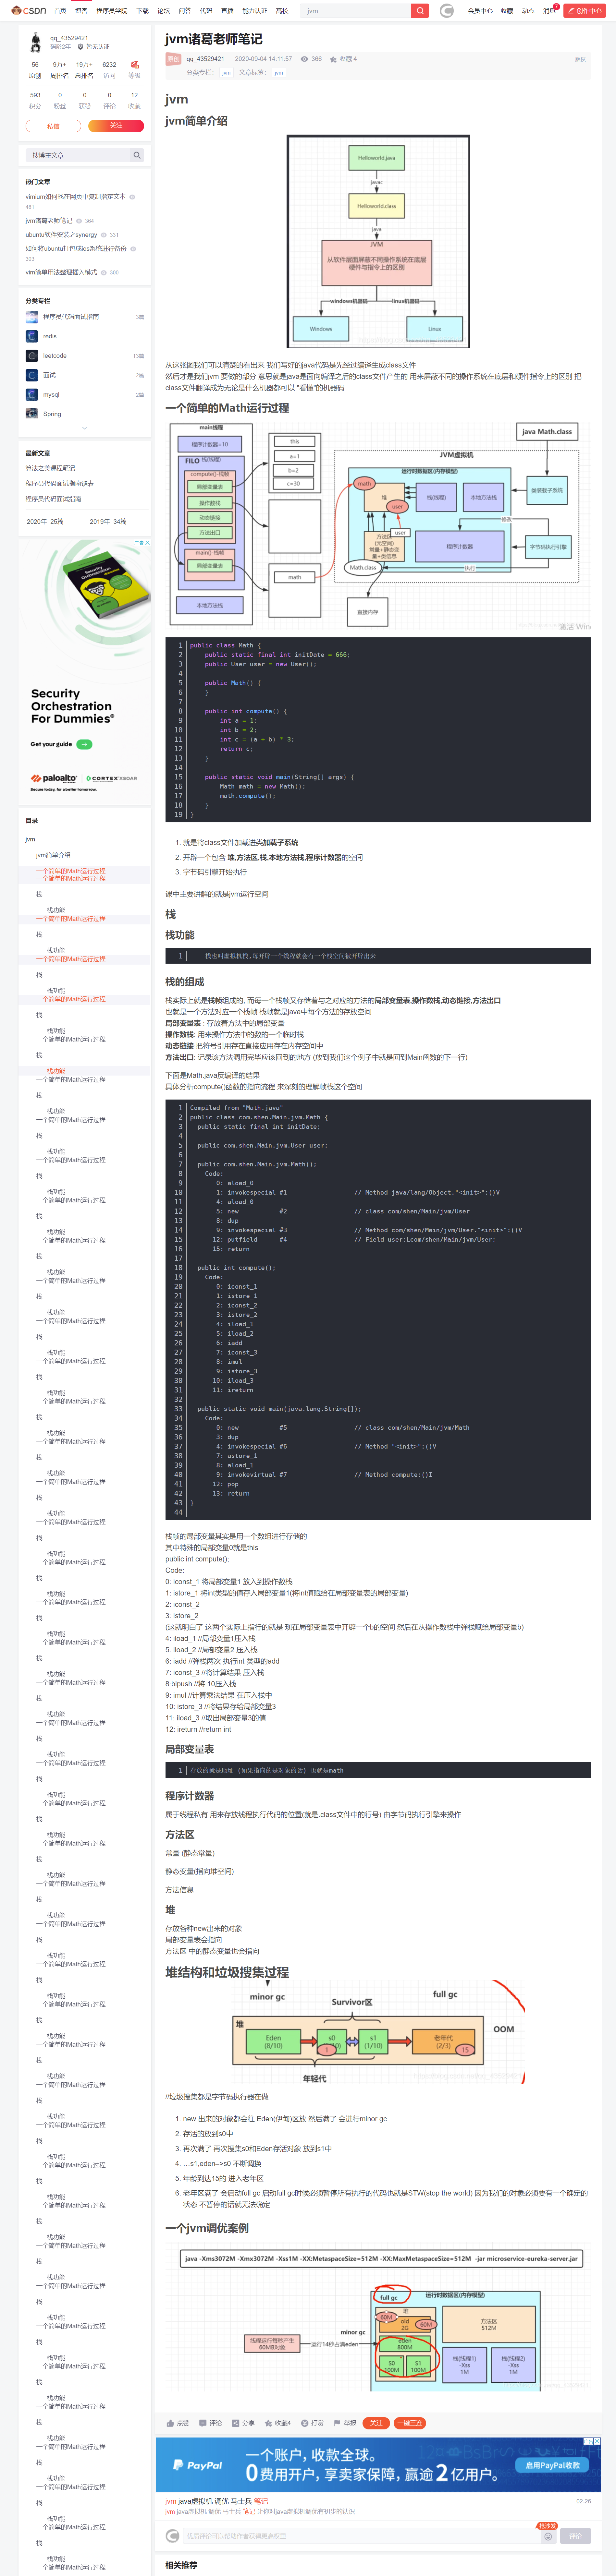 CSDN 首页 博客 程序员学院 下载 论坛 问答 代码 直播 能力认证 高校
jvm
会员中心 收藏 动态 消息 创作中心
qq_43529421
码龄2年 暂无认证
56 9万+ 19万+ 6232
原创 周排名 总排名 访问 等级
593 0 0 0 12
积分 粉丝 获赞 评论 收藏
私信 关注
搜博主文章
热门文章
vimium如何找在网页中复制指定文本
481
jvm诸葛老师笔记 364
ubuntu软件安装之synergy 331
如何将ubuntu打包成ios系统进行备份
303
vim简单用法整理插入模式 300
分类专栏
程序员代码面试指南
redis
leetcode
面试
mysql
Spring
最新文章
算法之美课程笔记
程序员代码面试指南链表
程序员代码面试指南
2020年 25篇 2019年 34篇
Security
Orchestration
For Dummies®
Get your guide
paloalto CORTEX XSOAR
Secure today, for a better tomorrow.
目录
jvm
jvm简单介绍
一个简单的Math运行过程
一个简单的Math运行过程
栈
栈功能
一个简单的Math运行过程
jvm诸葛老师笔记
原创 qq_43529421 2020-09-04 14:11:57 366 收藏 4 版权
分类专栏： jvm 文章标签： jvm
jvm
jvm简单介绍
Helloworld.java
javac
Helloworld.class
java
JVM
从软件层面屏蔽不同操作系统在底层
硬件与指令上的区别
windows机器码 linux机器码
Windows Linux
从这张图我们可以清楚的看出来 我们写好的java代码是先经过编译生成class文件
然后才是我们jvm 要做的部分 意思就是java是面向编译之后的class文件产生的 用来屏蔽不同的操作系统在底层和硬件指令上的区别 把
class文件翻译成为无论是什么机器都可以 "看懂"的机器码
一个简单的Math运行过程
main线程
程序计数器=10
FILO 栈(线程)
compute()-栈帧
局部变量表
操作数栈
动态链接
方法出口
main()-栈帧
局部变量表
本地方法栈
this
a=1
b=2
c=30
math
java Math.class
JVM虚拟机
运行时数据区(内存模型)
math
堆
user
栈(线程)
本地方法栈
类装载子系统
user
程序计数器
修改
字节码执行引擎
执行
Math.class
直接内存
激活 Win
1 public class Math {
2 public static final int initDate = 666;
3 public User user = new User();
4
5 public Math() {
6 }
7
8 public int compute() {
9 int a = 1;
10 int b = 2;
11 int c = (a + b) * 3;
12 return c;
13 }
14
15 public static void main(String[] args) {
16 Math math = new Math();
17 math.compute();
18 }
19 }
1. 就是将class文件加载进类加载子系统
2. 开辟一个包含 堆,方法区,栈,本地方法栈,程序计数器的空间
3. 字节码引擎开始执行
课中主要讲解的就是jvm运行空间
栈
栈功能
1 栈也叫虚拟机栈,每开辟一个线程就会有一个栈空间被开辟出来
栈的组成
栈实际上就是栈帧组成的, 而每一个栈帧又存储着与之对应的方法的局部变量表,操作数栈,动态链接,方法出口
也就是一个方法对应一个栈帧 栈帧就是java中每个方法的存放空间
局部变量表 : 存放着方法中的局部变量
操作数栈: 用来操作方法中的数的一个临时栈
动态链接:把符号引用存在直接应用存在内存空间中
方法出口: 记录该方法调用完毕应该回到的地方 (放到我们这个例子中就是回到Main函数的下一行)
下面是Math.java反编译的结果
具体分析compute()函数的指向流程 来深刻的理解帧栈这个空间
1 Compiled from "Math.java"
2 public class com.shen.Main.jvm.Math {
3 public static final int initDate;
4
5 public com.shen.Main.jvm.User user;
6
7 public com.shen.Main.jvm.Math();
8 Code:
9 0: aload_0
10 1: invokespecial #1 // Method java/lang/Object."<init>":()V
11 4: aload_0
12 5: new #2 // class com/shen/Main/jvm/User
13 8: dup
14 9: invokespecial #3 // Method com/shen/Main/jvm/User."<init>":()V
15 12: putfield #4 // Field user:Lcom/shen/Main/jvm/User;
16 15: return
17
18 public int compute();
19 Code:
20 0: iconst_1
21 1: istore_1
22 2: iconst_2
23 3: istore_2
24 4: iload_1
25 5: iload_2
26 6: iadd
27 7: iconst_3
28 8: imul
29 9: istore_3
30 10: iload_3
31 11: ireturn
32
33 public static void main(java.lang.String[]);
34 Code:
35 0: new #5 // class com/shen/Main/jvm/Math
36 3: dup
37 4: invokespecial #6 // Method "<init>":()V
38 7: astore_1
39 8: aload_1
40 9: invokevirtual #7 // Method compute:()I
41 12: pop
42 13: return
43 }
44
栈帧的局部变量其实是用一个数组进行存储的
其中特殊的局部变量0就是this
public int compute();
Code:
0: iconst_1 将局部变量1 放入到操作数栈
1: istore_1 将int类型的值存入局部变量1(将int值赋给在局部变量表的局部变量)
2: iconst_2
3: istore_2
(这就明白了 这两个实际上指行的就是 现在局部变量表中开辟一个b的空间 然后在从操作数栈中弹栈赋给局部变量b)
4: iload_1 //局部变量1压入栈
5: iload_2 //局部变量2 压入栈
6: iadd //弹栈两次 执行int 类型的add
7: iconst_3 //将计算结果 压入栈
8:bipush //将 10压入栈
9: imul //计算乘法结果 在压入栈中
10: istore_3 //将结果存给局部变量3
11: iload_3 //取出局部变量3的值
12: ireturn //return int
局部变量表
1 存放的就是地址 (如果指向的是对象的话) 也就是math
程序计数器
属于线程私有 用来存放线程执行代码的位置(就是.class文件中的行号) 由字节码执行引擎来操作
方法区
常量 (静态常量)
静态变量(指向堆空间)
方法信息
堆
存放各种new出来的对象
局部变量表会指向
方法区 中的静态变量也会指向
堆结构和垃圾搜集过程
minor gc full gc
Survivor区
堆
Eden
(8/10)
s0
1
s1
(1/10)
老年代
(2/3)
15
OOM
年轻代
//垃圾搜集都是字节码执行器在做
1. new 出来的对象都会往 Eden(伊甸)区放 然后满了 会进行minor gc
2. 存活的放到s0中
3. 再次满了 再次搜集s0和Eden存活对象 放到s1中
4. …s1,eden–>s0 不断调换
5. 年龄到达15的 进入老年区
6. 老年区满了 会启动full gc 启动full gc时候必须暂停所有执行的代码也就是STW(stop the world) 因为我们的对象必须要有一个确定的
状态 不暂停的话就无法确定
一个jvm调优案例
java -Xms3072M -Xmx3072M -Xss1M -XX:MetaspaceSize=512M -XX:MaxMetaspaceSize=512M -jar microservice-eureka-server.jar
full gc
运行时数据区(内存模型)
堆
60M
old
2G
60M
方法区
512M
minor gc
线程运行每秒产生
60M堆对象
运行14秒占满eden
eden
800M
S0
100M
S1
100M
栈(线程1)
-Xss
1M
栈(线程2)
-Xss
1M
点赞 评论 分享 收藏4 打赏 举报 关注 一键三连
PayPal
一个账户，收款全球。
0费用开户，享卖家保障，赢逾2亿用户。
启用PayPal收款
jvm java虚拟机 调优 马士兵 笔记 02-26
jvm java虚拟机 调优 马士兵 笔记 让你对java虚拟机调优有初步的认识
抢沙发
评论
相关推荐